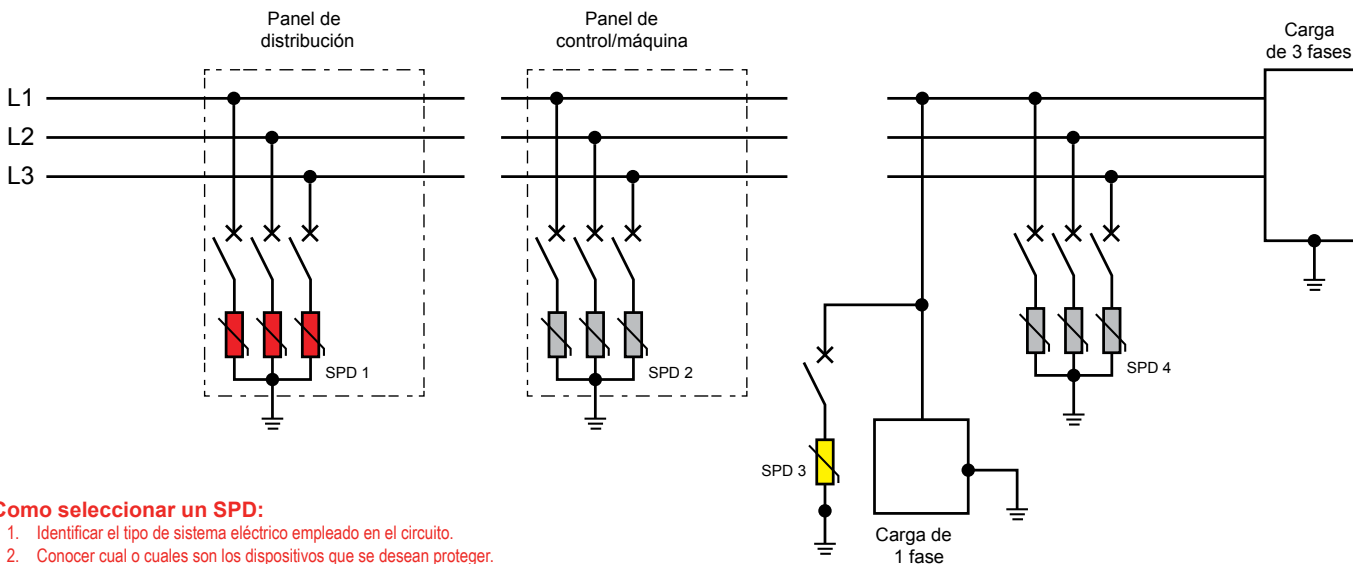 Panel de
distribución
Panel de
control/máquina
Carga
de 3 fases
L1
L2
L3
SPD 1
SPD 2
SPD 4
SPD 3
Carga de
1 fase
Como seleccionar un SPD:
1. Identificar el tipo de sistema eléctrico empleado en el circuito.
2. Conocer cual o cuales son los dispositivos que se desean proteger.